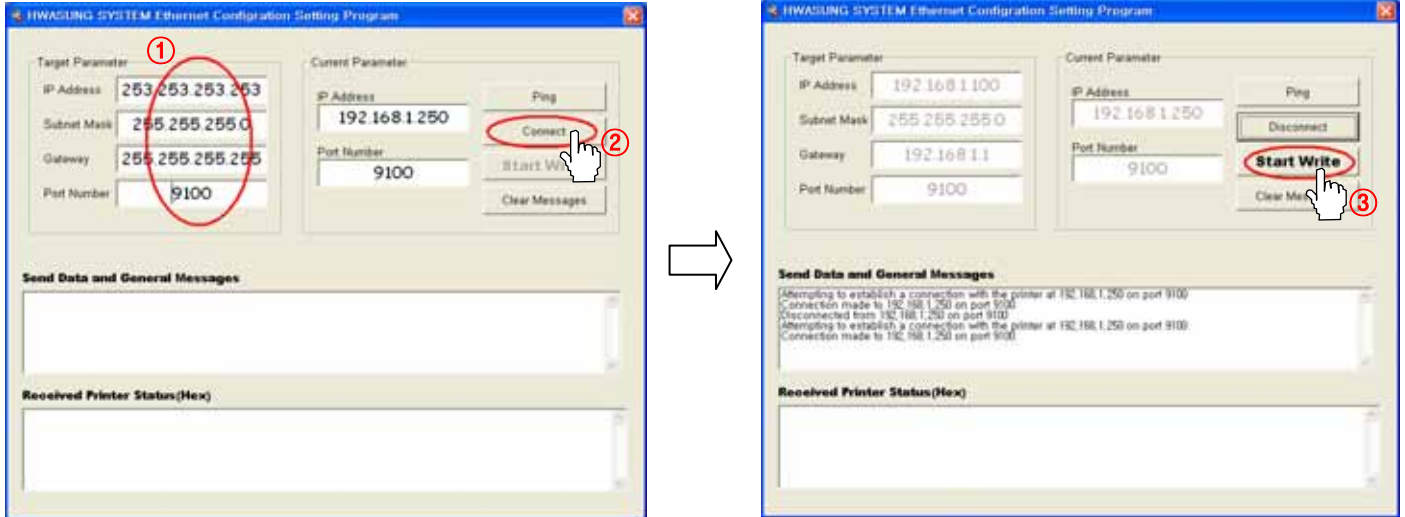 HWASUNG SYSTEM Ethernet Configration Setting Program
①
Target Parameter
IP Address 253.253.253.253
Subnet Mask 255.255.255.0
Gateway 255.255.255.255
Port Number 9100
Current Parameter
IP Address
192.168.1.250
Port Number
9100
Ping
Connect
②
Start
Clear Messages
Send Data and General Messages
Received Printer Status(Hex)
HWASUNG SYSTEM Ethernet Configration Setting Program
Target Parameter
IP Address 192.168.1.100
Subnet Mask 255.255.255.0
Gateway 192.168.1.1
Port Number 9100
Current Parameter
IP Address
192.168.1.250
Port Number
9100
Ping
Disconnect
Start Write
③
Clear
Send Data and General Messages
Attempting to establish a connection with the printer at 192,168,1,250 on port 9100
Connection made to 192,168,1,250 on port 9100
Disconnected from 192,168,1,250 on port 9100
Attempting to establish a connection with the printer at 192,168,1,250 on port 9100
Connection made to 192,168,1,250 on port 9100
Received Printer Status(Hex)